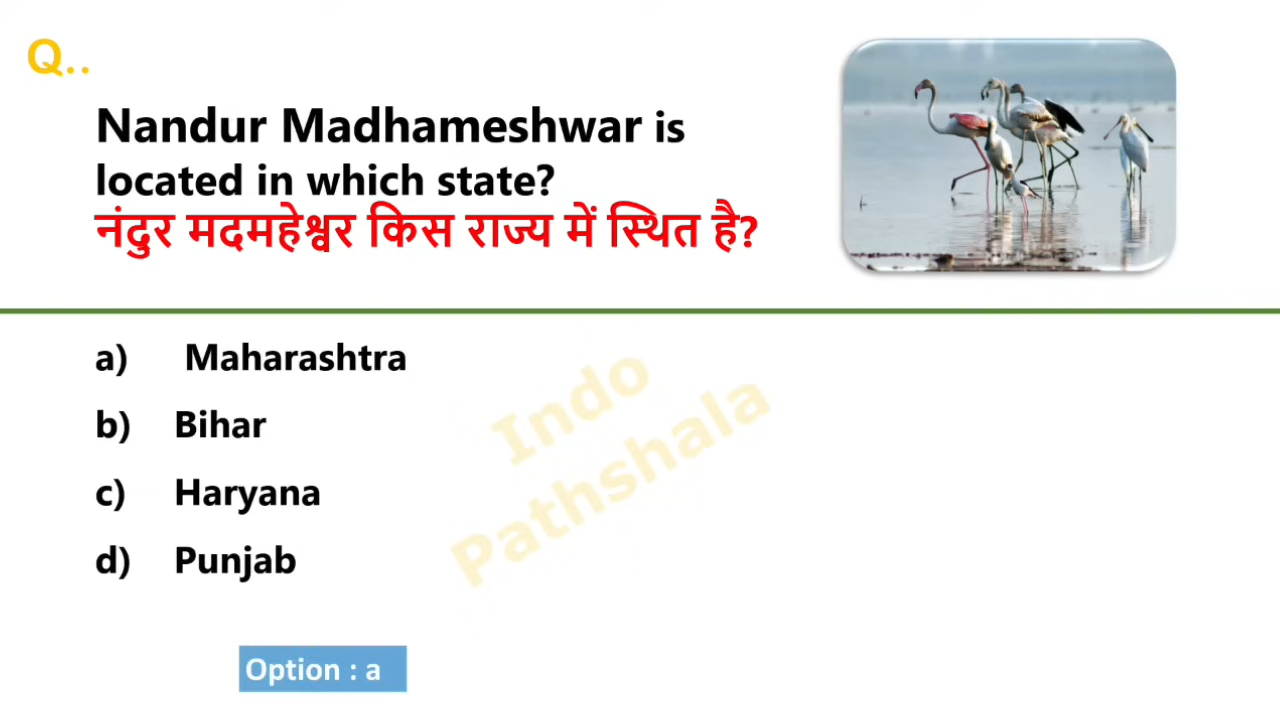 Q..
Nandur Madhameshwar is
located in which state?
नंदुर मदमहेश्वर किस राज्य में स्थित है?
a) Maharashtra
b) Bihar
c) Haryana
d) Punjab
Indo
Pathshala
Option : a